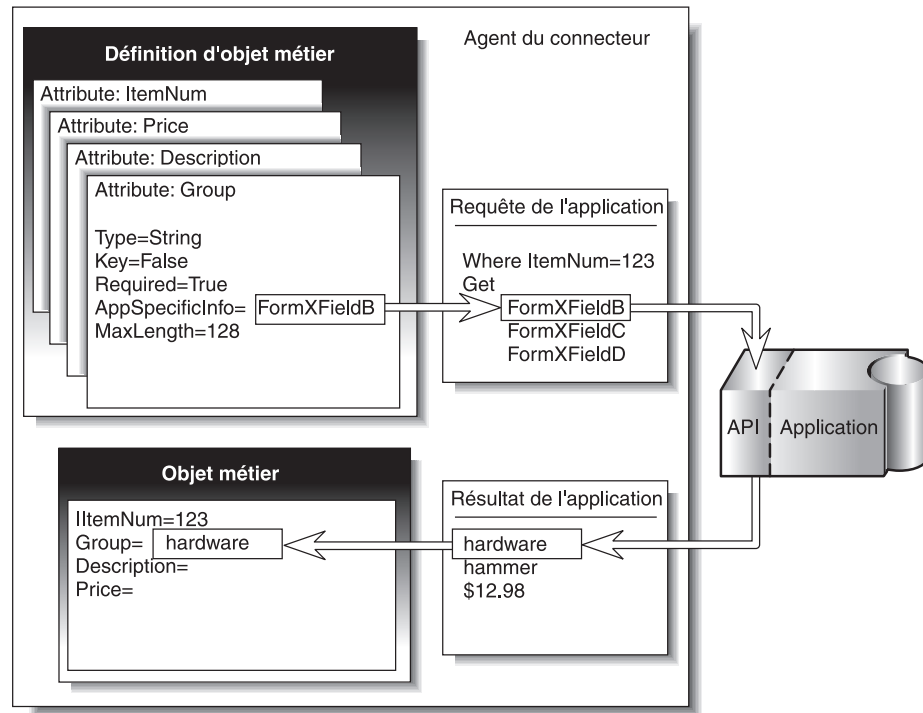 Agent du connecteur
Définition d'objet métier
Attribute: ItemNum
Attribute: Price
Attribute: Description
Attribute: Group
Type=String
Key=False
Required=True
AppSpecificInfo= FormXFieldB
MaxLength=128
Requête de l'application
Where ItemNum=123
Get
FormXFieldB
FormXFieldC
FormXFieldD
API
Application
Objet métier
IItemNum=123
Group= hardware
Description=
Price=
Résultat de l'application
hardware
hammer
$12.98